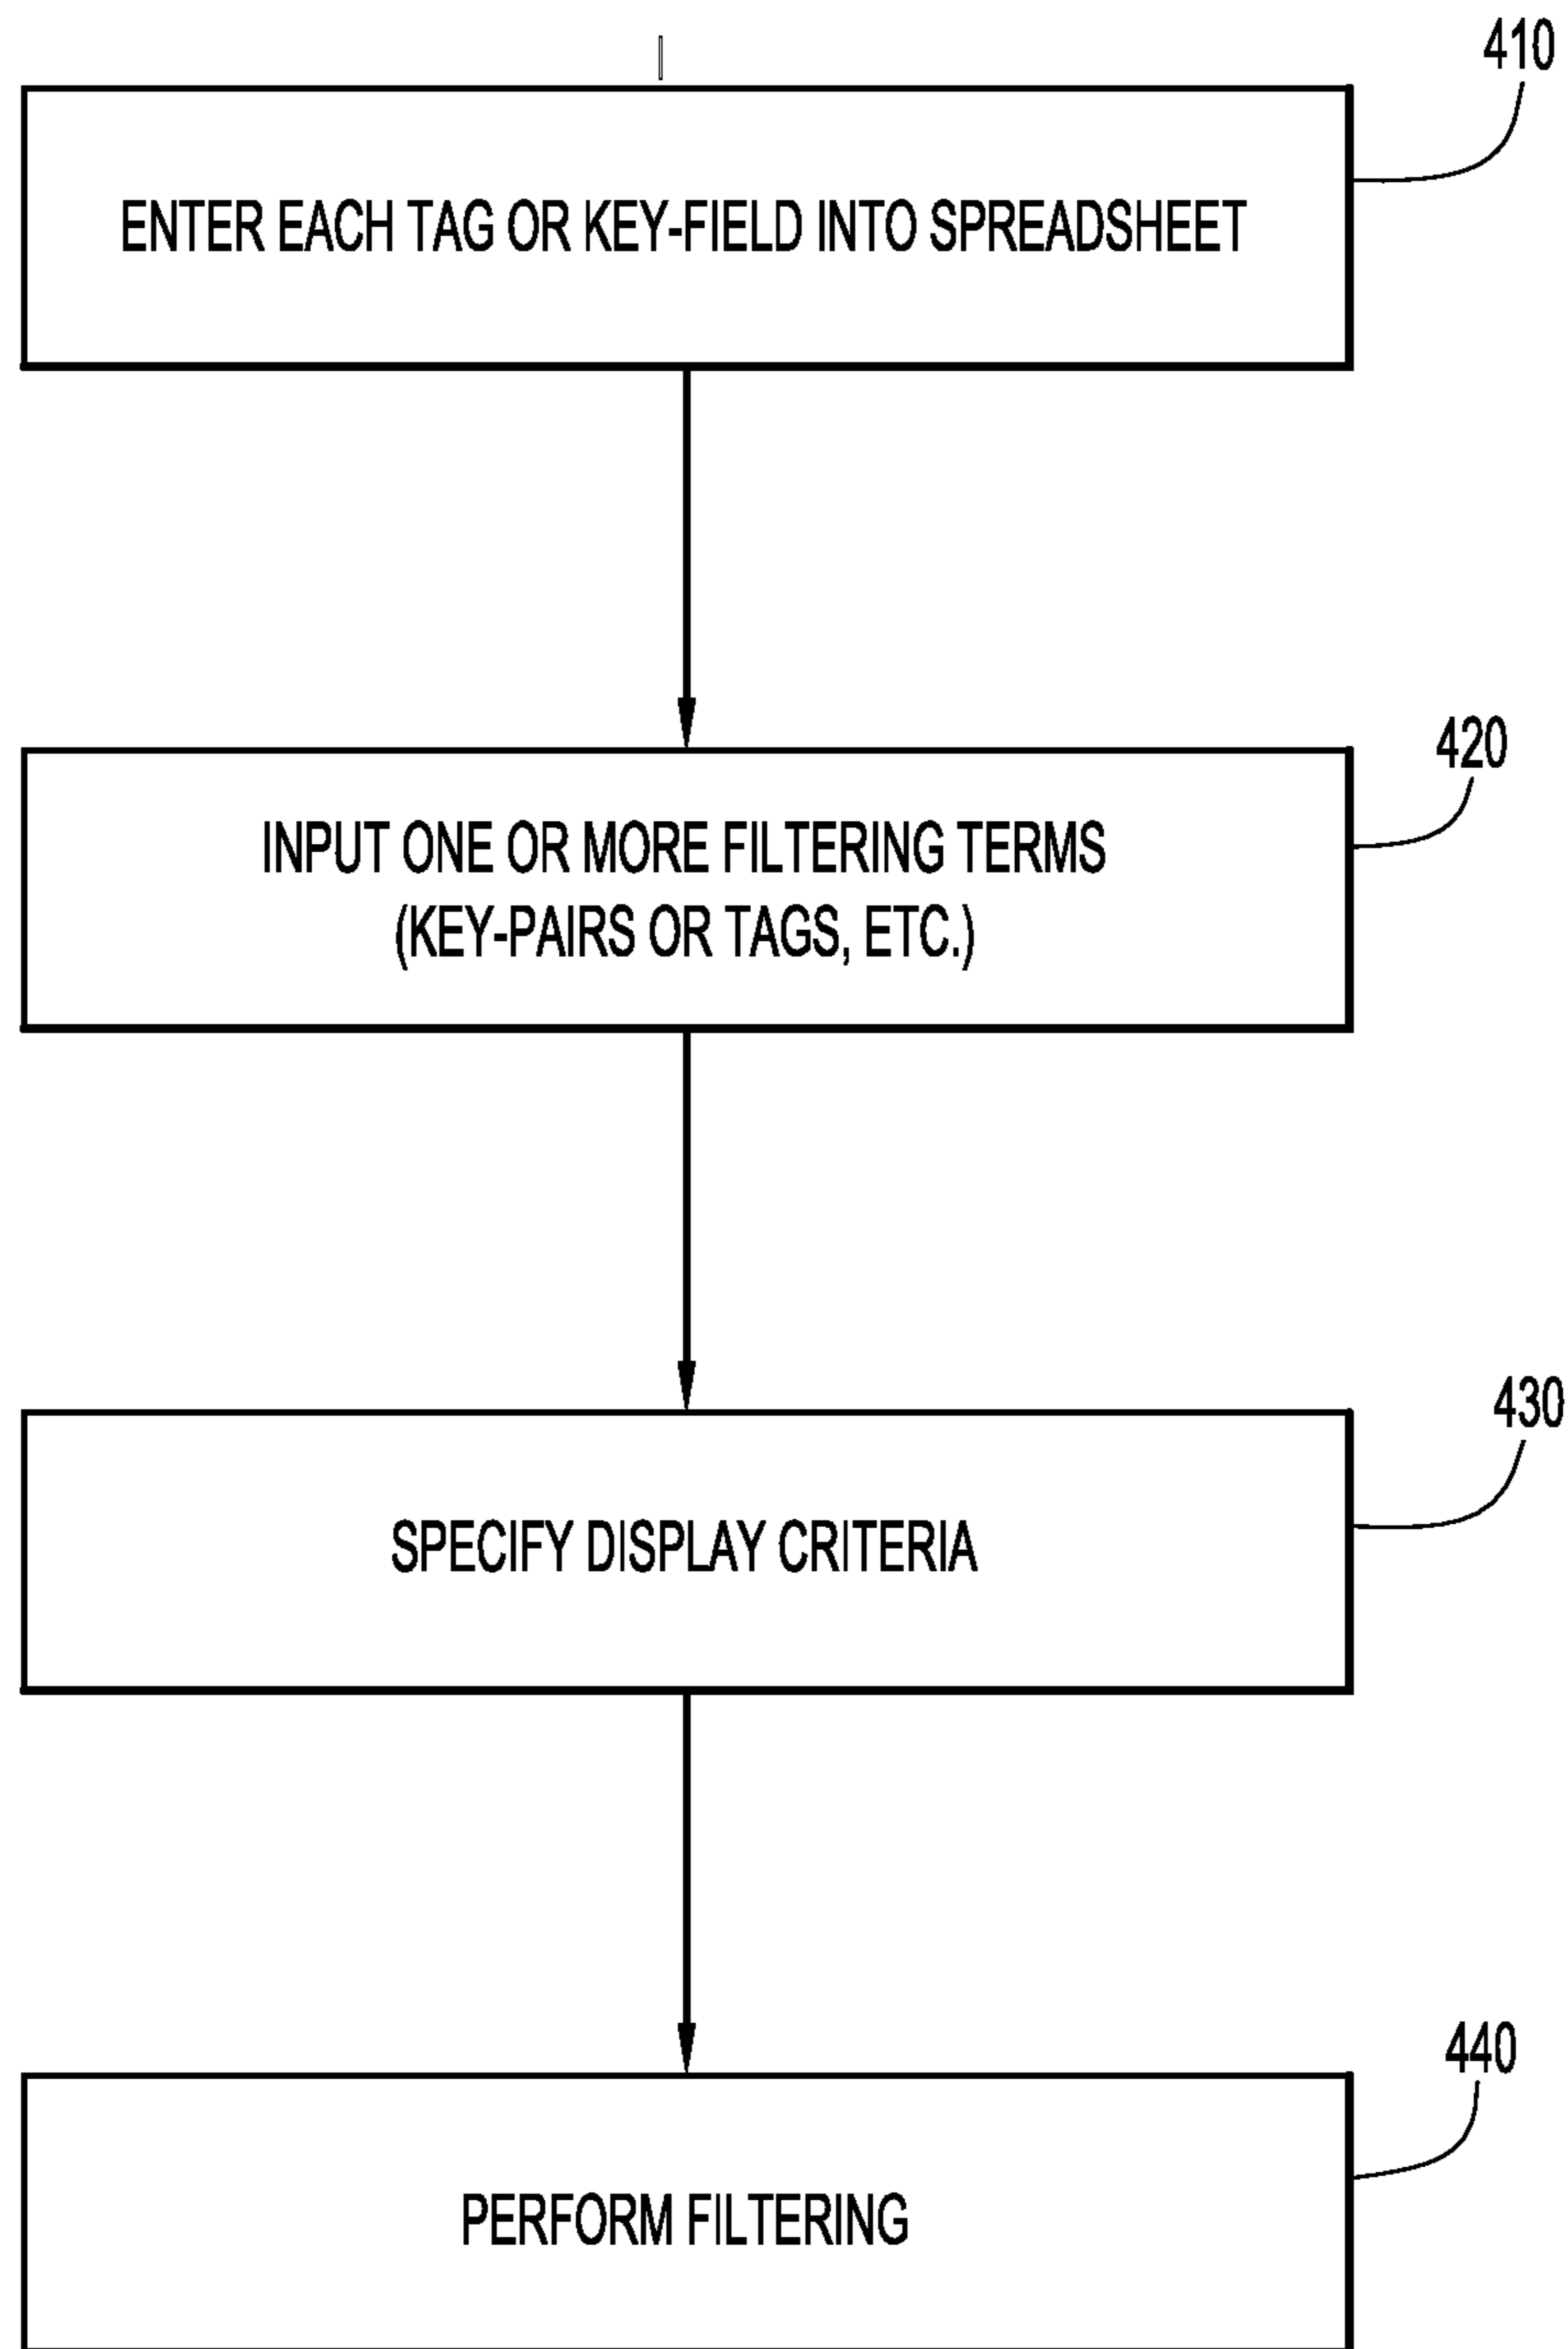 410
ENTER EACH TAG OR KEY-FIELD INTO SPREADSHEET
420
INPUT ONE OR MORE FILTERING TERMS
(KEY-PAIRS OR TAGS, ETC.)
430
SPECIFY DISPLAY CRITERIA
440
PERFORM FILTERING